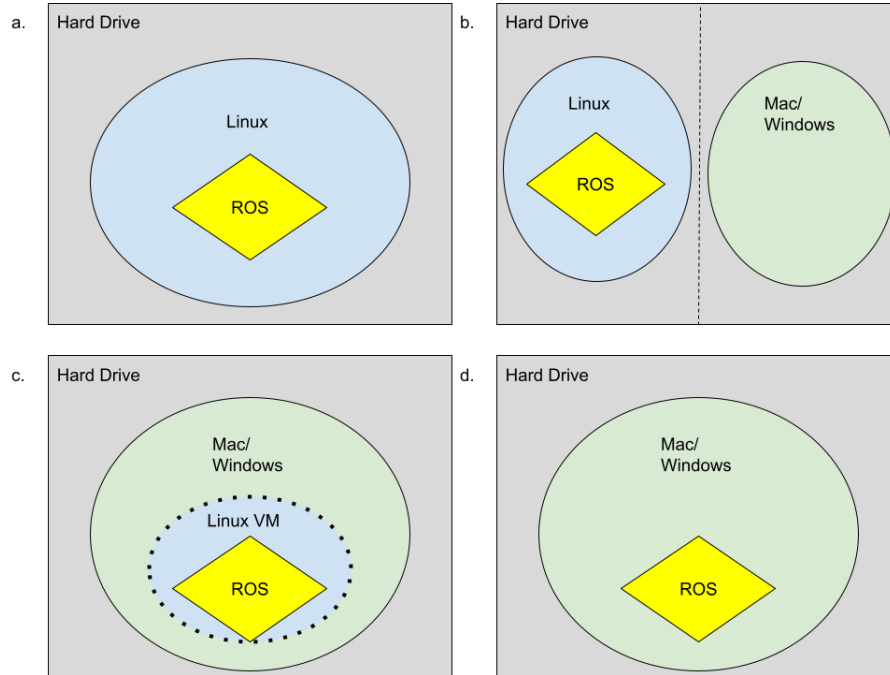 a.
Hard Drive
Linux
ROS
b.
Hard Drive
Linux
ROS
Mac/
Windows
c.
Hard Drive
Mac/
Windows
Linux VM
ROS
d.
Hard Drive
Mac/
Windows
ROS